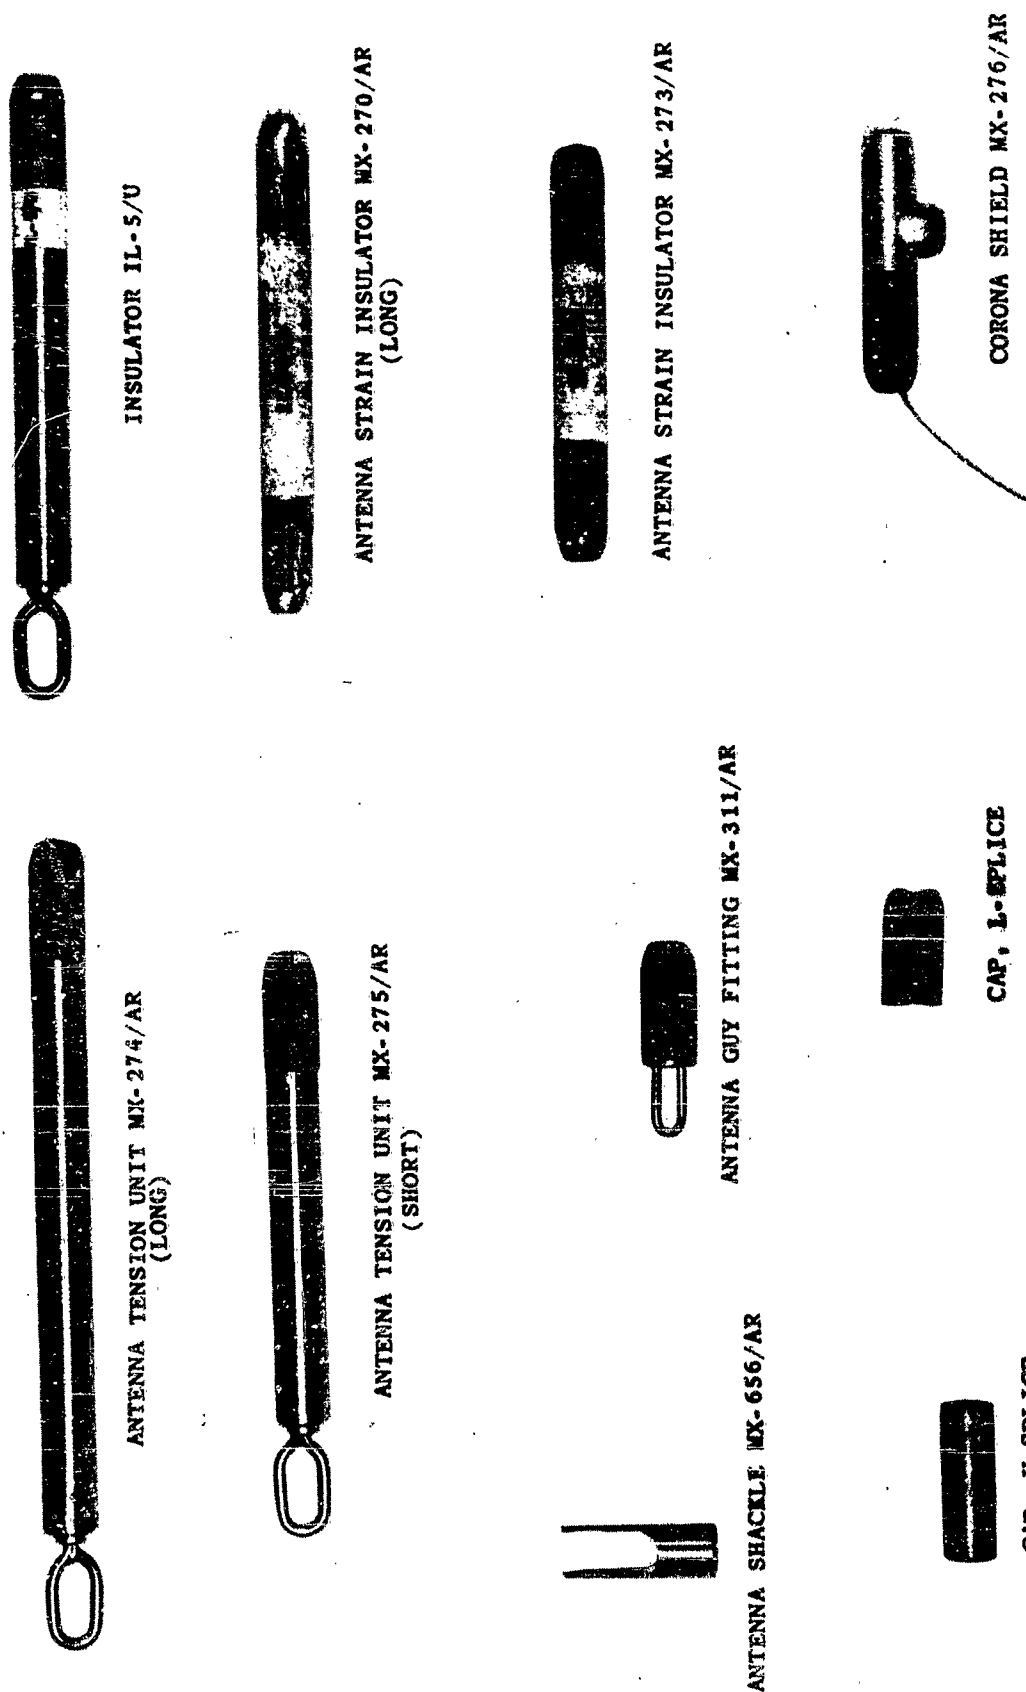 ANTENNA TENSION UNIT MX-274/AR
(LONG)
INSULATOR IL-5/U
ANTENNA TENSION UNIT MX-275/AR
(SHORT)
ANTENNA STRAIN INSULATOR MX-270/AR
(LONG)
ANTENNA SHACKLE MX-656/AR
ANTENNA GUY FITTING MX-311/AR
ANTENNA STRAIN INSULATOR MX-273/AR
CAP, L-SPLICE
CORONA SHIELD MX-276/AR